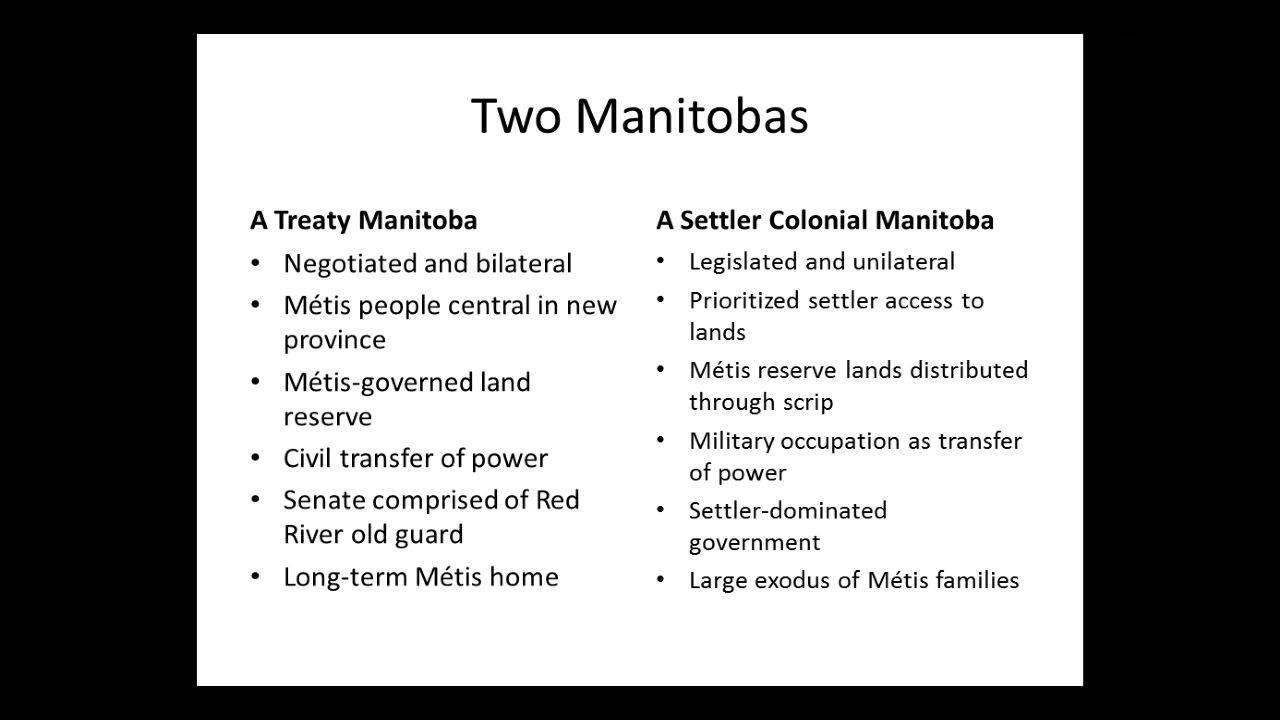 Two Manitobas
A Treaty Manitoba
• Negotiated and bilateral
• Métis people central in new
province
• Métis-governed land
reserve
• Civil transfer of power
• Senate comprised of Red
River old guard
• Long-term Métis home
A Settler Colonial Manitoba
• Legislated and unilateral
• Prioritized settler access to
lands
• Métis reserve lands distributed
through scrip
• Military occupation as transfer
of power
• Settler-dominated
government
• Large exodus of Métis families